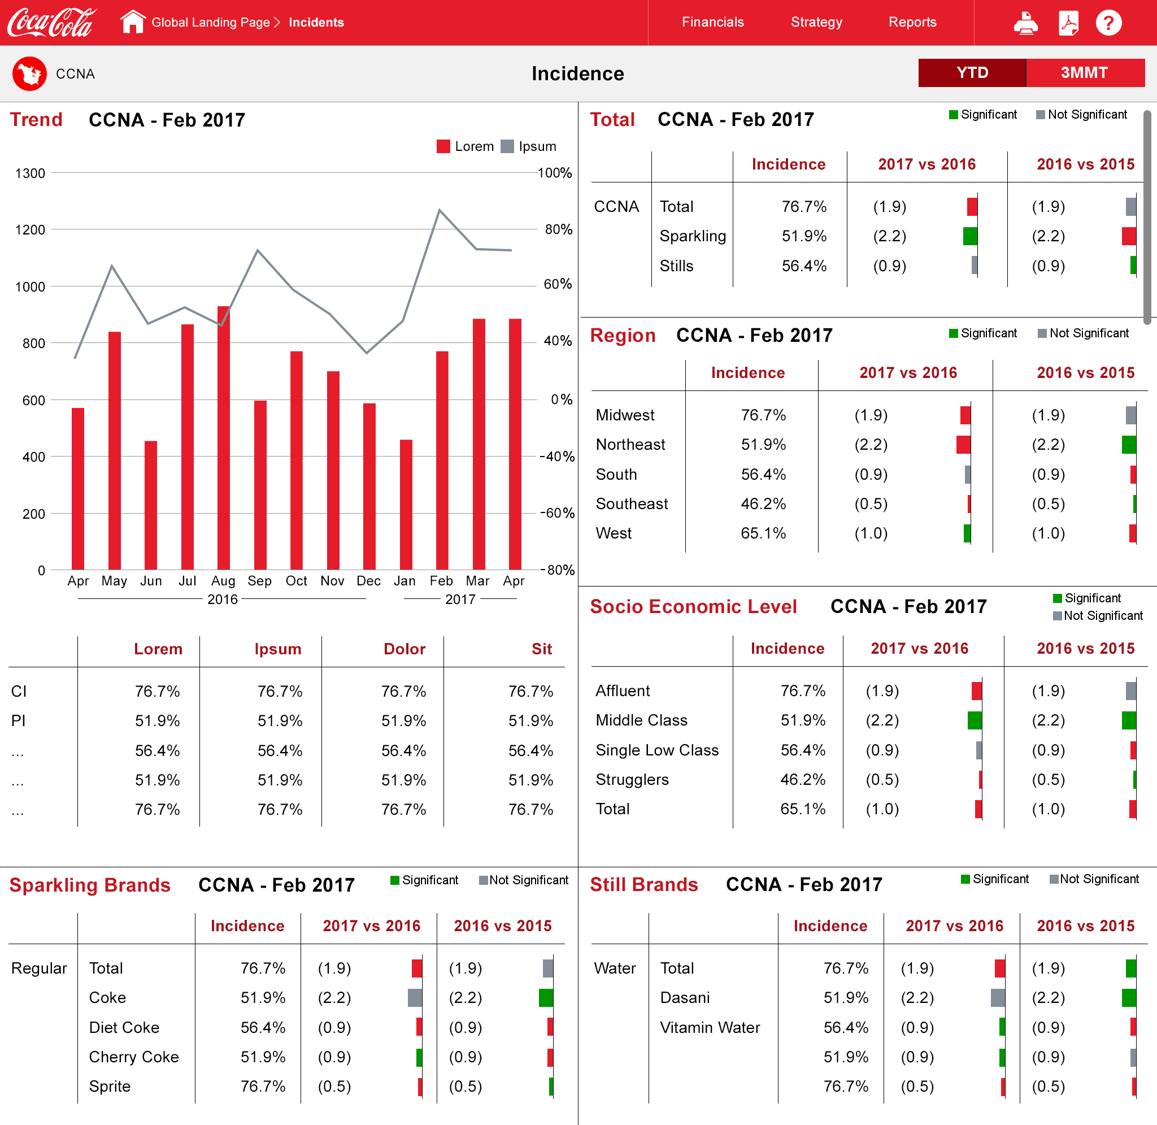 Coca-Cola Global Landing Page > Incidents Financials Strategy Reports ?
CCNA Incidence YTD 3MMT
Trend CCNA - Feb 2017
Lorem Ipsum
1300 100%
1200 80%
1000 60%
800 40%
600 0%
400 -40%
200 -60%
0 -80%
Apr May Jun Jul Aug Sep Oct Nov Dec Jan Feb Mar Apr
2016 2017
Lorem Ipsum Dolor Sit
CI 76.7% 76.7% 76.7% 76.7%
PI 51.9% 51.9% 51.9% 51.9%
... 56.4% 56.4% 56.4% 56.4%
... 51.9% 51.9% 51.9% 51.9%
... 76.7% 76.7% 76.7% 76.7%
Total CCNA - Feb 2017 Significant Not Significant
Incidence 2017 vs 2016 2016 vs 2015
CCNA Total 76.7% (1.9) (1.9)
Sparkling 51.9% (2.2) (2.2)
Stills 56.4% (0.9) (0.9)
Region CCNA - Feb 2017 Significant Not Significant
Incidence 2017 vs 2016 2016 vs 2015
Midwest 76.7% (1.9) (1.9)
Northeast 51.9% (2.2) (2.2)
South 56.4% (0.9) (0.9)
Southeast 46.2% (0.5) (0.5)
West 65.1% (1.0) (1.0)
Socio Economic Level CCNA - Feb 2017 Significant
Not Significant
Incidence 2017 vs 2016 2016 vs 2015
Affluent 76.7% (1.9) (1.9)
Middle Class 51.9% (2.2) (2.2)
Single Low Class 56.4% (0.9) (0.9)
Strugglers 46.2% (0.5) (0.5)
Total 65.1% (1.0) (1.0)
Sparkling Brands CCNA - Feb 2017 Significant Not Significant
Incidence 2017 vs 2016 2016 vs 2015
Regular Total 76.7% (1.9) (1.9)
Coke 51.9% (2.2) (2.2)
Diet Coke 56.4% (0.9) (0.9)
Cherry Coke 51.9% (0.9) (0.9)
Sprite 76.7% (0.5) (0.5)
Still Brands CCNA - Feb 2017 Significant Not Significant
Incidence 2017 vs 2016 2016 vs 2015
Water Total 76.7% (1.9) (1.9)
Dasani 51.9% (2.2) (2.2)
Vitamin Water 56.4% (0.9) (0.9)
51.9% (0.9) (0.9)
76.7% (0.5) (0.5)